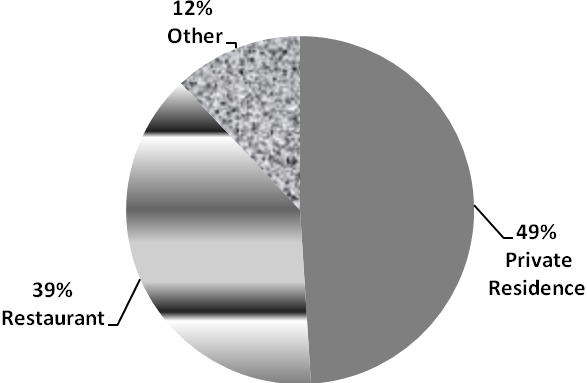 12%
Other
49%
Private
Residence
39%
Restaurant